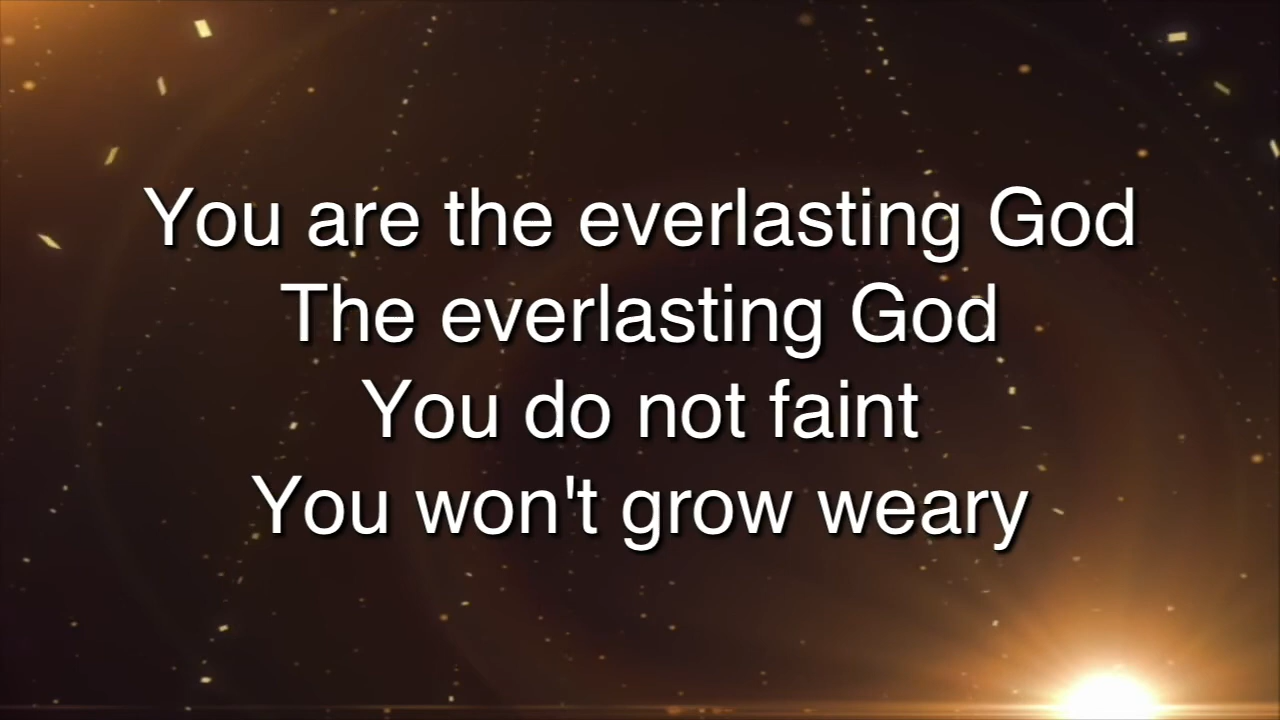 You are the everlasting God
The everlasting God
You do not faint
You won't grow weary